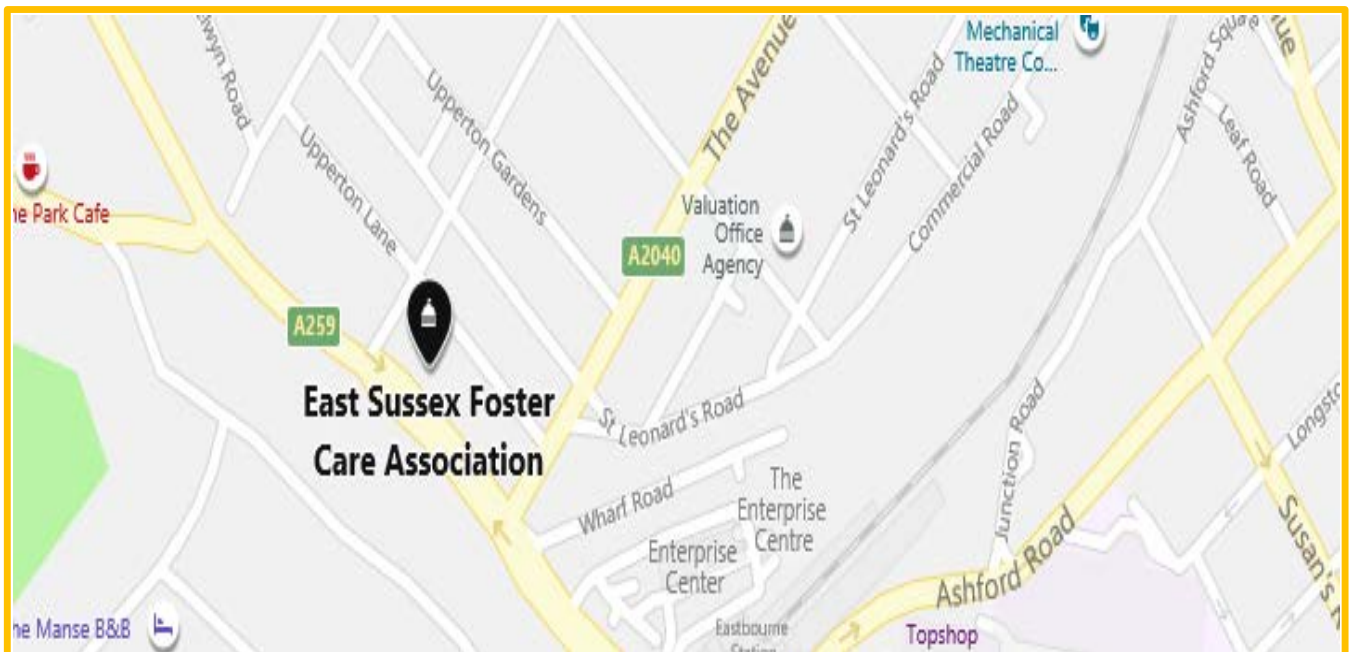 Mechanical
Theatre Co...
Ashford Square
Upperton Gardens
The Avenue
St Leonard's Road
Commercial Road
Leaf Road
Upperton Lane
Road
Park Cafe
Valuation
Office
Agency
A2040
A259
East Sussex Foster
Care Association
St Leonard's Road
Wharf Road
The
Enterprise
Centre
Enterprise
Center
Junction Road
Ashford Road
Susan's
Manse B&B
Eastbourne
Station
Topshop